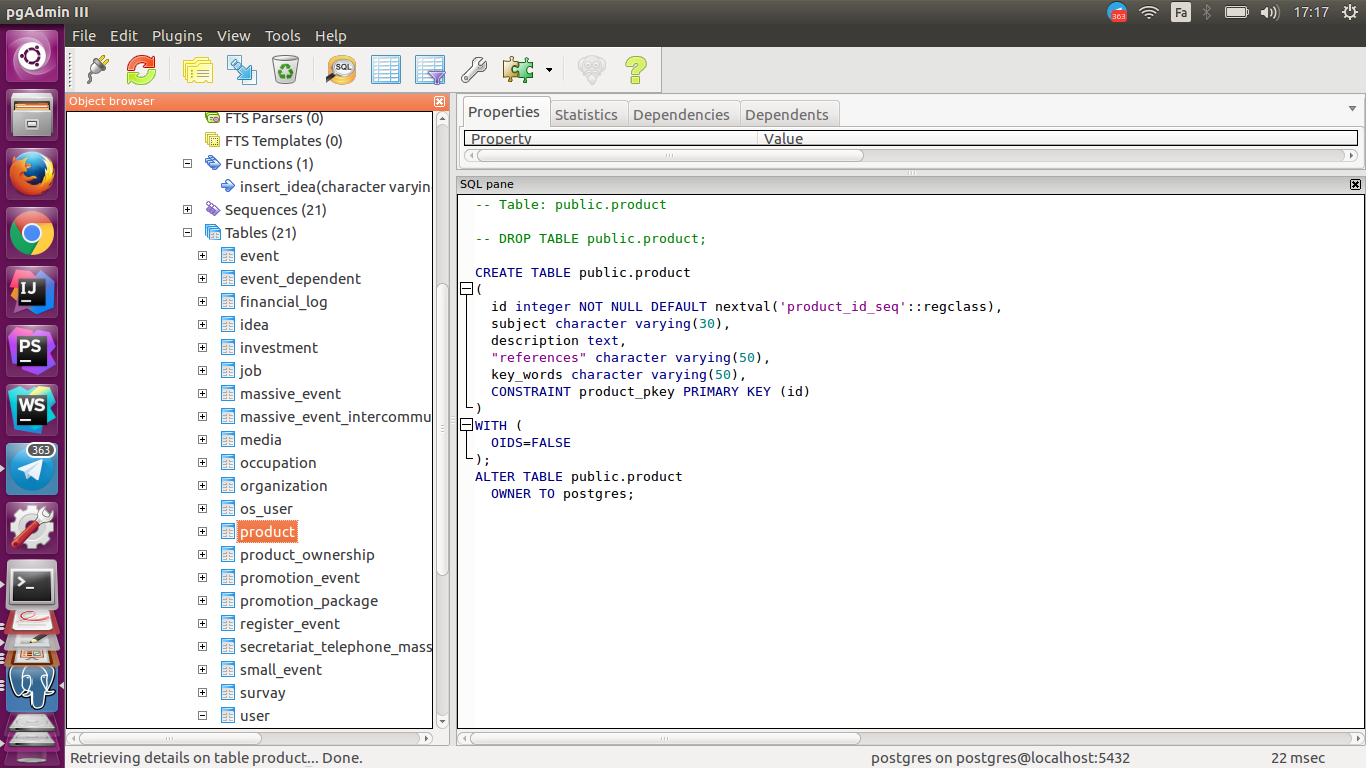 pgAdmin III
363
Fa
17:17
File Edit Plugins View Tools Help
SQL
Object browser
FTS Parsers (0)
FTS Templates (0)
Functions (1)
insert_idea(character varyin
Sequences (21)
Tables (21)
event
event_dependent
financial_log
idea
investment
job
massive_event
massive_event_intercommu
media
occupation
organization
os_user
product
product_ownership
promotion_event
promotion_package
register_event
secretariat_telephone_mass
small_event
survay
user
IJ
PS
WS
363
Properties Statistics Dependencies Dependents
Property Value
SQL pane
-- Table: public.product
-- DROP TABLE public.product;
CREATE TABLE public.product
(
id integer NOT NULL DEFAULT nextval('product_id_seq'::regclass),
subject character varying(30),
description text,
"references" character varying(50),
key_words character varying(50),
CONSTRAINT product_pkey PRIMARY KEY (id)
)
WITH (
OIDS=FALSE
);
ALTER TABLE public.product
OWNER TO postgres;
Retrieving details on table product... Done.
postgres on postgres@localhost:5432
22 msec